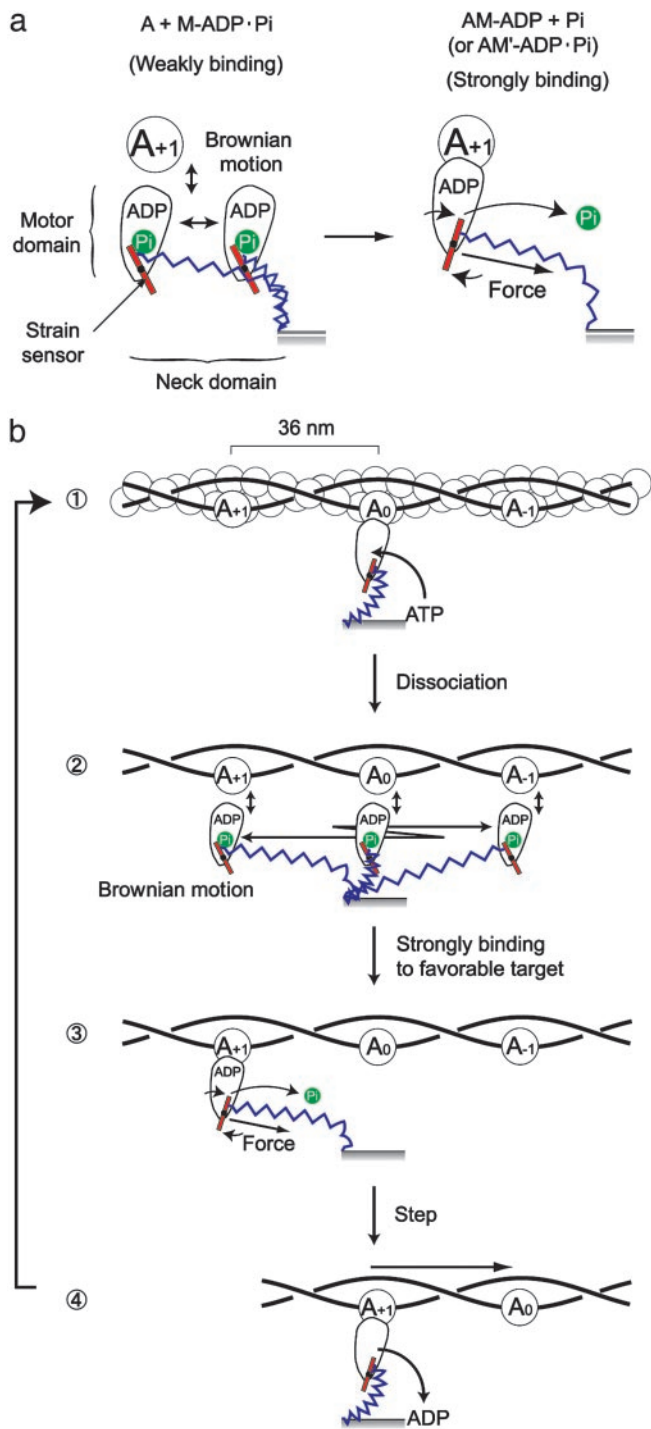 a
A + M-ADP·Pi
(Weakly binding)
AM-ADP + Pi
(or AM'-ADP·Pi)
(Strongly binding)
A+1
Brownian
motion
A+1
ADP
ADP
ADP
Motor
domain
Pi
Pi
Pi
Force
Strain
sensor
Neck domain
b
36 nm
①
A+1
A0
A-1
ATP
Dissociation
②
A+1
A0
A-1
ADP
ADP
ADP
Pi
Pi
Pi
Brownian motion
Strongly binding
to favorable target
③
A+1
A0
A-1
ADP
Pi
Force
Step
④
A+1
A0
ADP